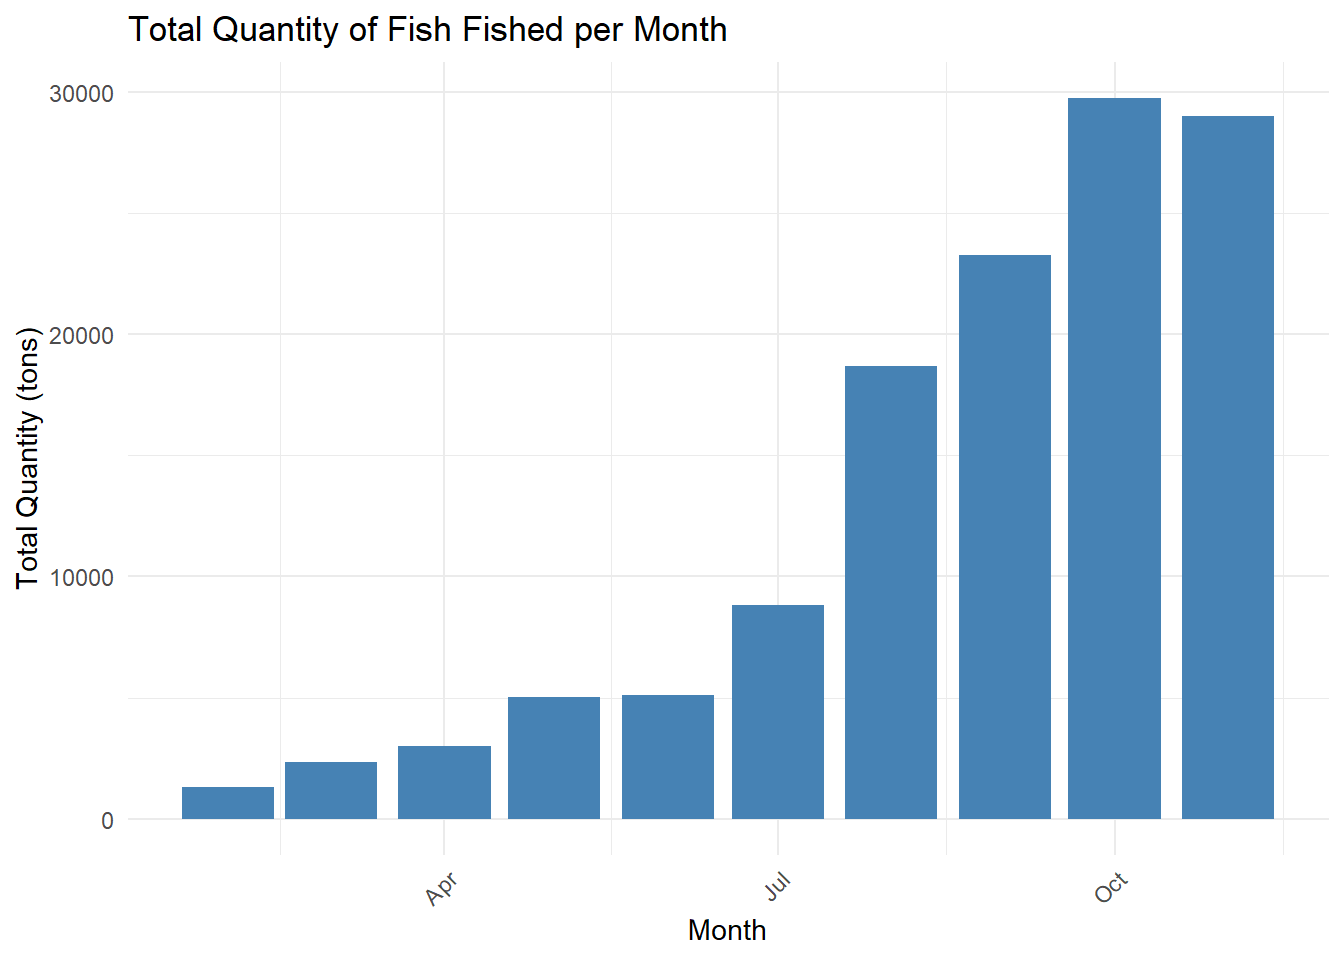 Total Quantity of Fish Fished per Month
Total Quantity (tons)
30000
20000
10000
0
Apr
Jul
Oct
Month